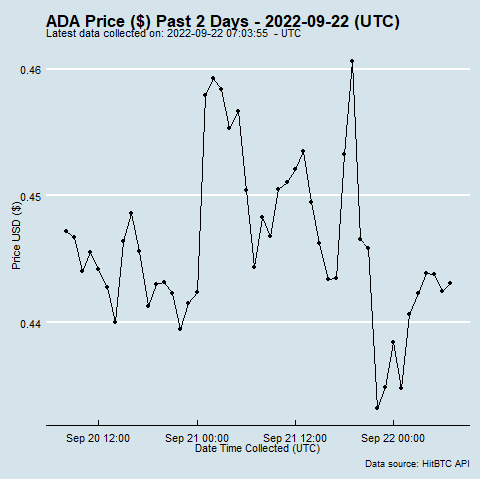 ADA Price ($) Past 2 Days - 2022-09-22 (UTC)
Latest data collected on: 2022-09-22 07:03:55 - UTC
0.46
0.45
0.44
Price USD ($)
Sep 20 12:00 Sep 21 00:00 Sep 21 12:00 Sep 22 00:00
Date Time Collected (UTC)
Data source: HitBTC API